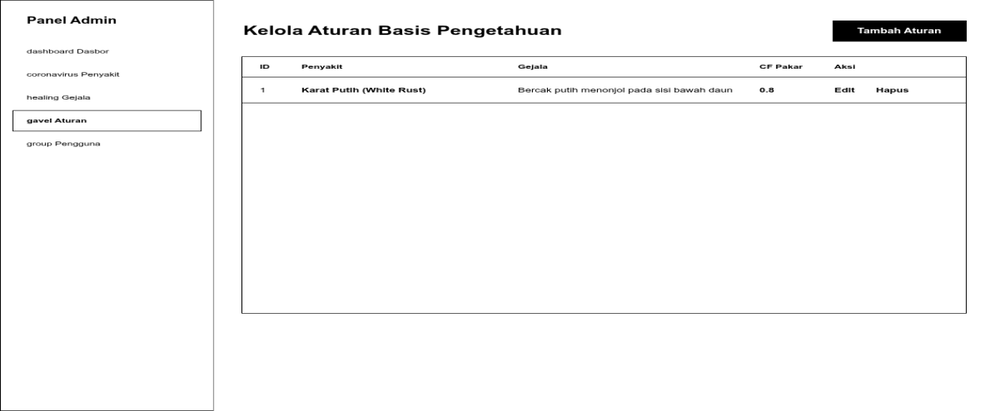 Panel Admin
dashboard Dasbor
coronavirus Penyakit
healing Gejala
gavel Aturan
group Pengguna
Kelola Aturan Basis Pengetahuan
Tambah Aturan
ID Penyakit Gejala CF Pakar Aksi
1 Karat Putih (White Rust) Bercak putih menonjol pada sisi bawah daun 0.8 Edit Hapus